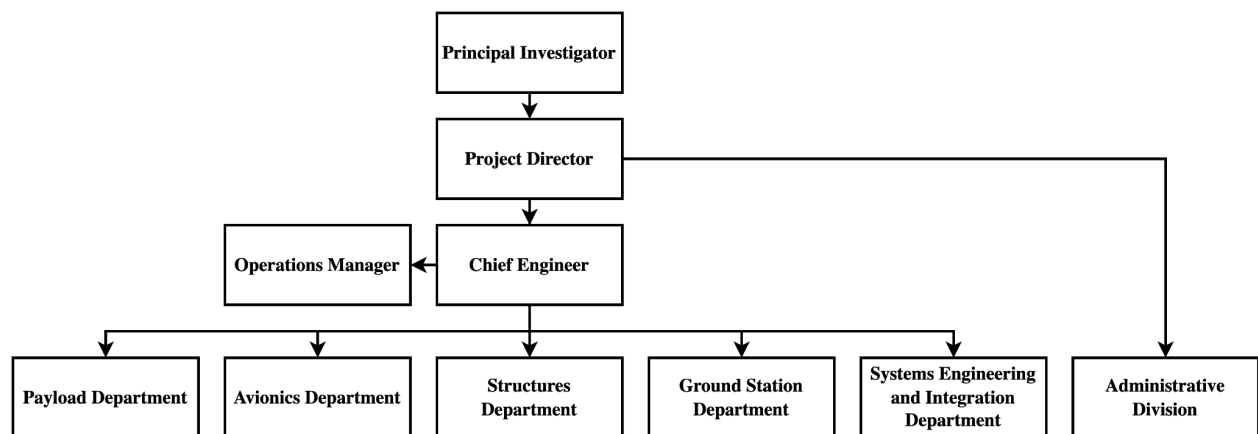 Principal Investigator
Project Director
Operations Manager
Chief Engineer
Payload Department
Avionics Department
Structures
Department
Ground Station
Department
Systems Engineering
and Integration
Department
Administrative
Division